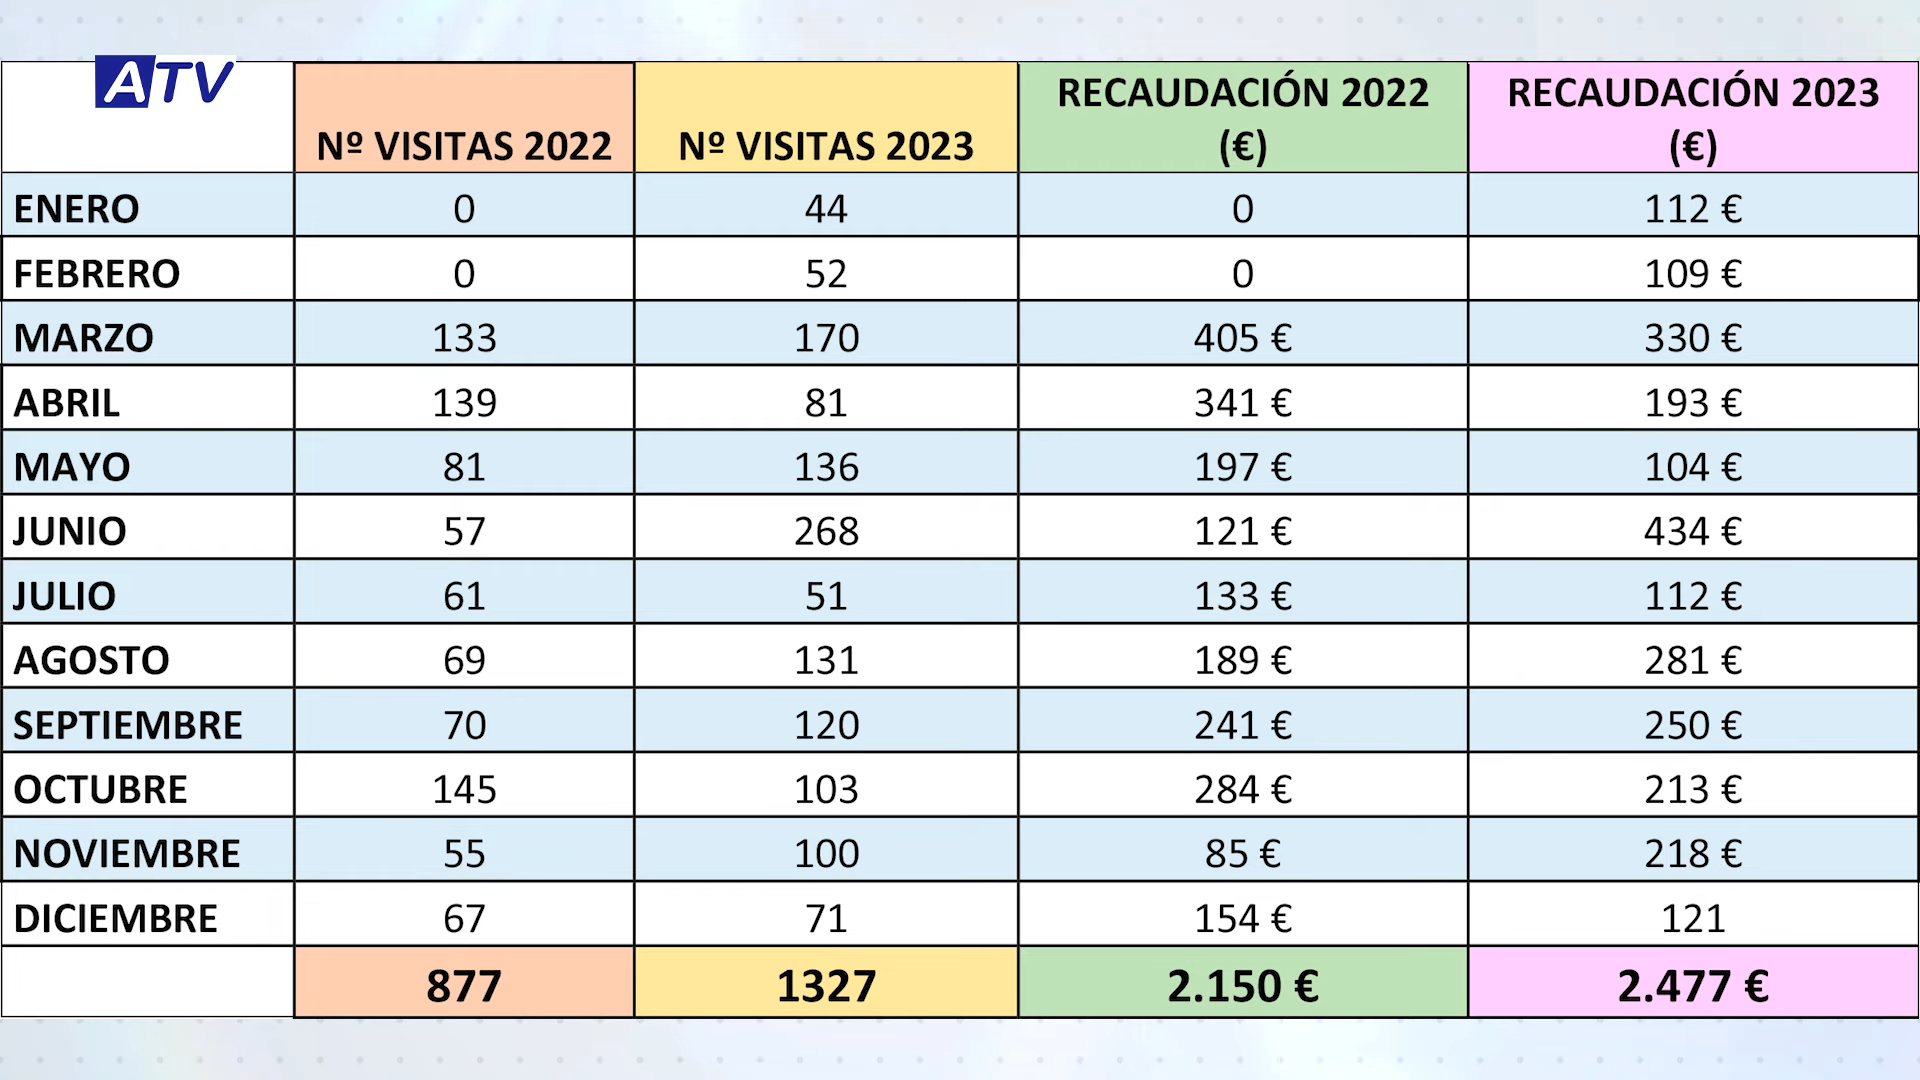 ATV
Nº VISITAS 2022 Nº VISITAS 2023 RECAUDACIÓN 2022 (€) RECAUDACIÓN 2023 (€)
ENERO 0 44 0 112 €
FEBRERO 0 52 0 109 €
MARZO 133 170 405 € 330 €
ABRIL 139 81 341 € 193 €
MAYO 81 136 197 € 104 €
JUNIO 57 268 121 € 434 €
JULIO 61 51 133 € 112 €
AGOSTO 69 131 189 € 281 €
SEPTIEMBRE 70 120 241 € 250 €
OCTUBRE 145 103 284 € 213 €
NOVIEMBRE 55 100 85 € 218 €
DICIEMBRE 67 71 154 € 121
877 1327 2.150 € 2.477 €